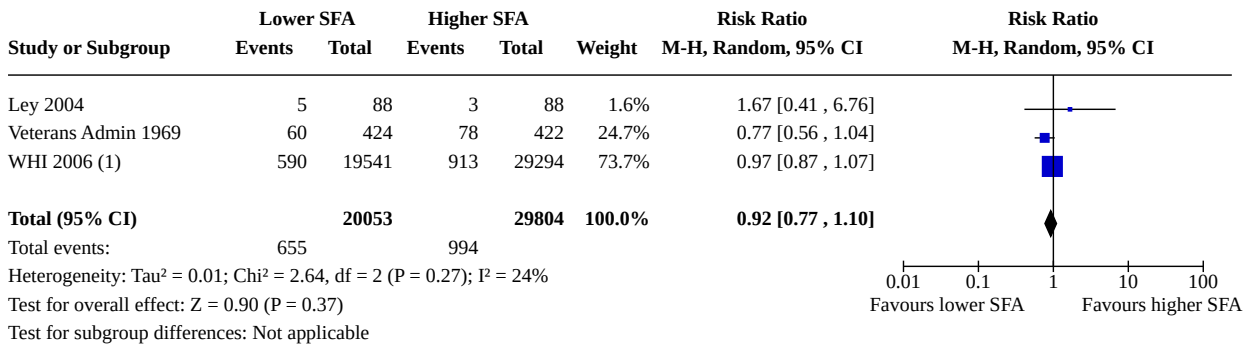 Lower SFA Higher SFA Risk Ratio Risk Ratio
Study or Subgroup Events Total Events Total Weight M-H, Random, 95% CI M-H, Random, 95% CI
Ley 2004 5 88 3 88 1.6% 1.67 [0.41 , 6.76]
Veterans Admin 1969 60 424 78 422 24.7% 0.77 [0.56 , 1.04]
WHI 2006 (1) 590 19541 913 29294 73.7% 0.97 [0.87 , 1.07]
Total (95% CI) 20053 29804 100.0% 0.92 [0.77 , 1.10]
Total events: 655 994
Heterogeneity: Tau² = 0.01; Chi² = 2.64, df = 2 (P = 0.27); I² = 24%
0.01 0.1 1 10 100
Test for overall effect: Z = 0.90 (P = 0.37)
Favours lower SFA Favours higher SFA
Test for subgroup differences: Not applicable